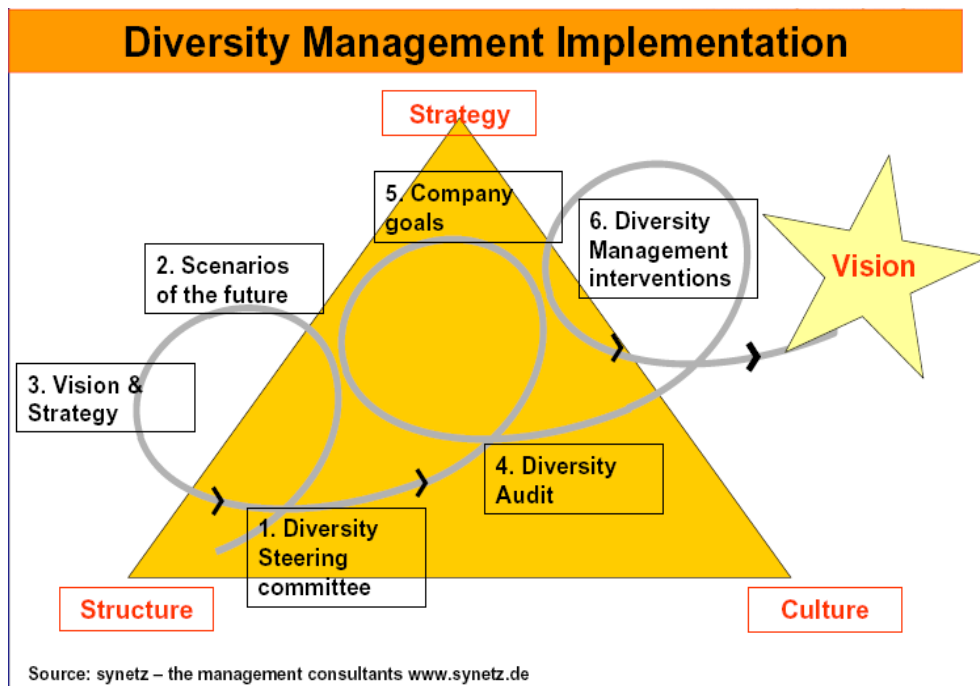 Diversity Management Implementation
Strategy
5. Company
goals
6. Diversity
Management
interventions
2. Scenarios
of the future
Vision
3. Vision &
Strategy
4. Diversity
Audit
1. Diversity
Steering
committee
Structure
Culture
Source: synetz – the management consultants www.synetz.de